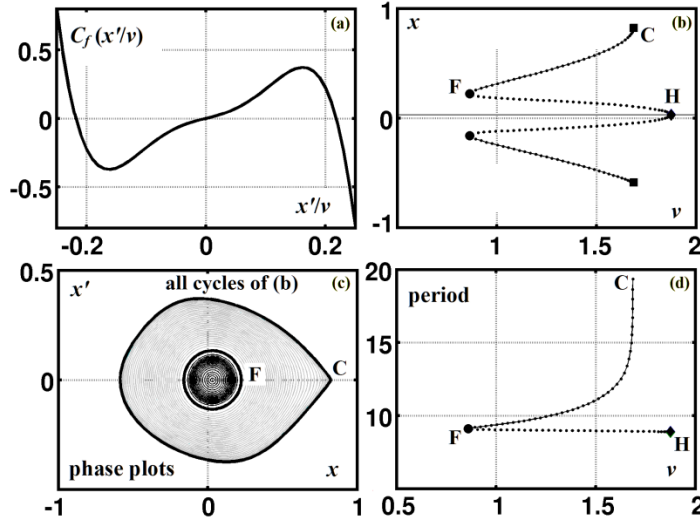 C_f (x'/v)
(a)
0.5
0
-0.5
x'/v
-0.2
0
0.2
1
x
(b)
C
F
H
0
-1
v
1
1.5
2
0.5
x'
all cycles of (b)
(c)
F
C
0
phase plots
x
-1
0
1
20
period
C
(d)
15
10
F
H
v
0.5
1
1.5
2